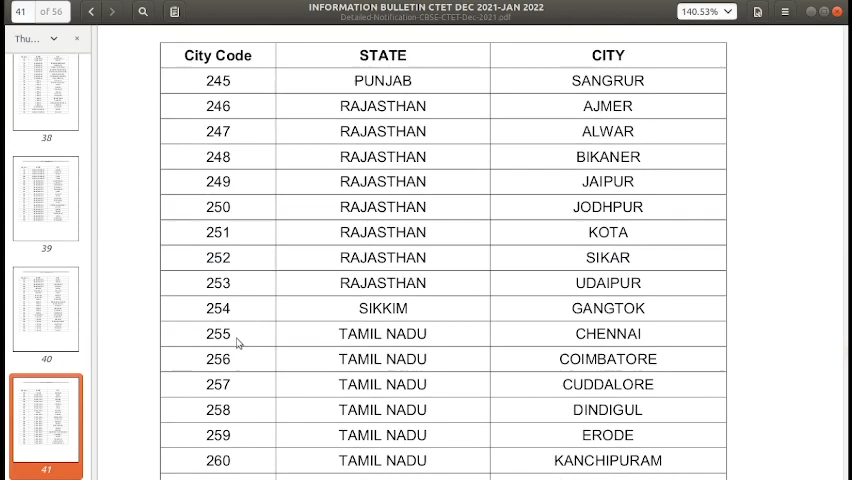 41 of 56
INFORMATION BULLETIN CTET DEC 2021-JAN 2022
Detailed-Notification-CBSE-CTET-Dec-2021.pdf
140.53%
Thu...
38
39
40
41
City Code STATE CITY
245 PUNJAB SANGRUR
246 RAJASTHAN AJMER
247 RAJASTHAN ALWAR
248 RAJASTHAN BIKANER
249 RAJASTHAN JAIPUR
250 RAJASTHAN JODHPUR
251 RAJASTHAN KOTA
252 RAJASTHAN SIKAR
253 RAJASTHAN UDAIPUR
254 SIKKIM GANGTOK
255 TAMIL NADU CHENNAI
256 TAMIL NADU COIMBATORE
257 TAMIL NADU CUDDALORE
258 TAMIL NADU DINDIGUL
259 TAMIL NADU ERODE
260 TAMIL NADU KANCHIPURAM